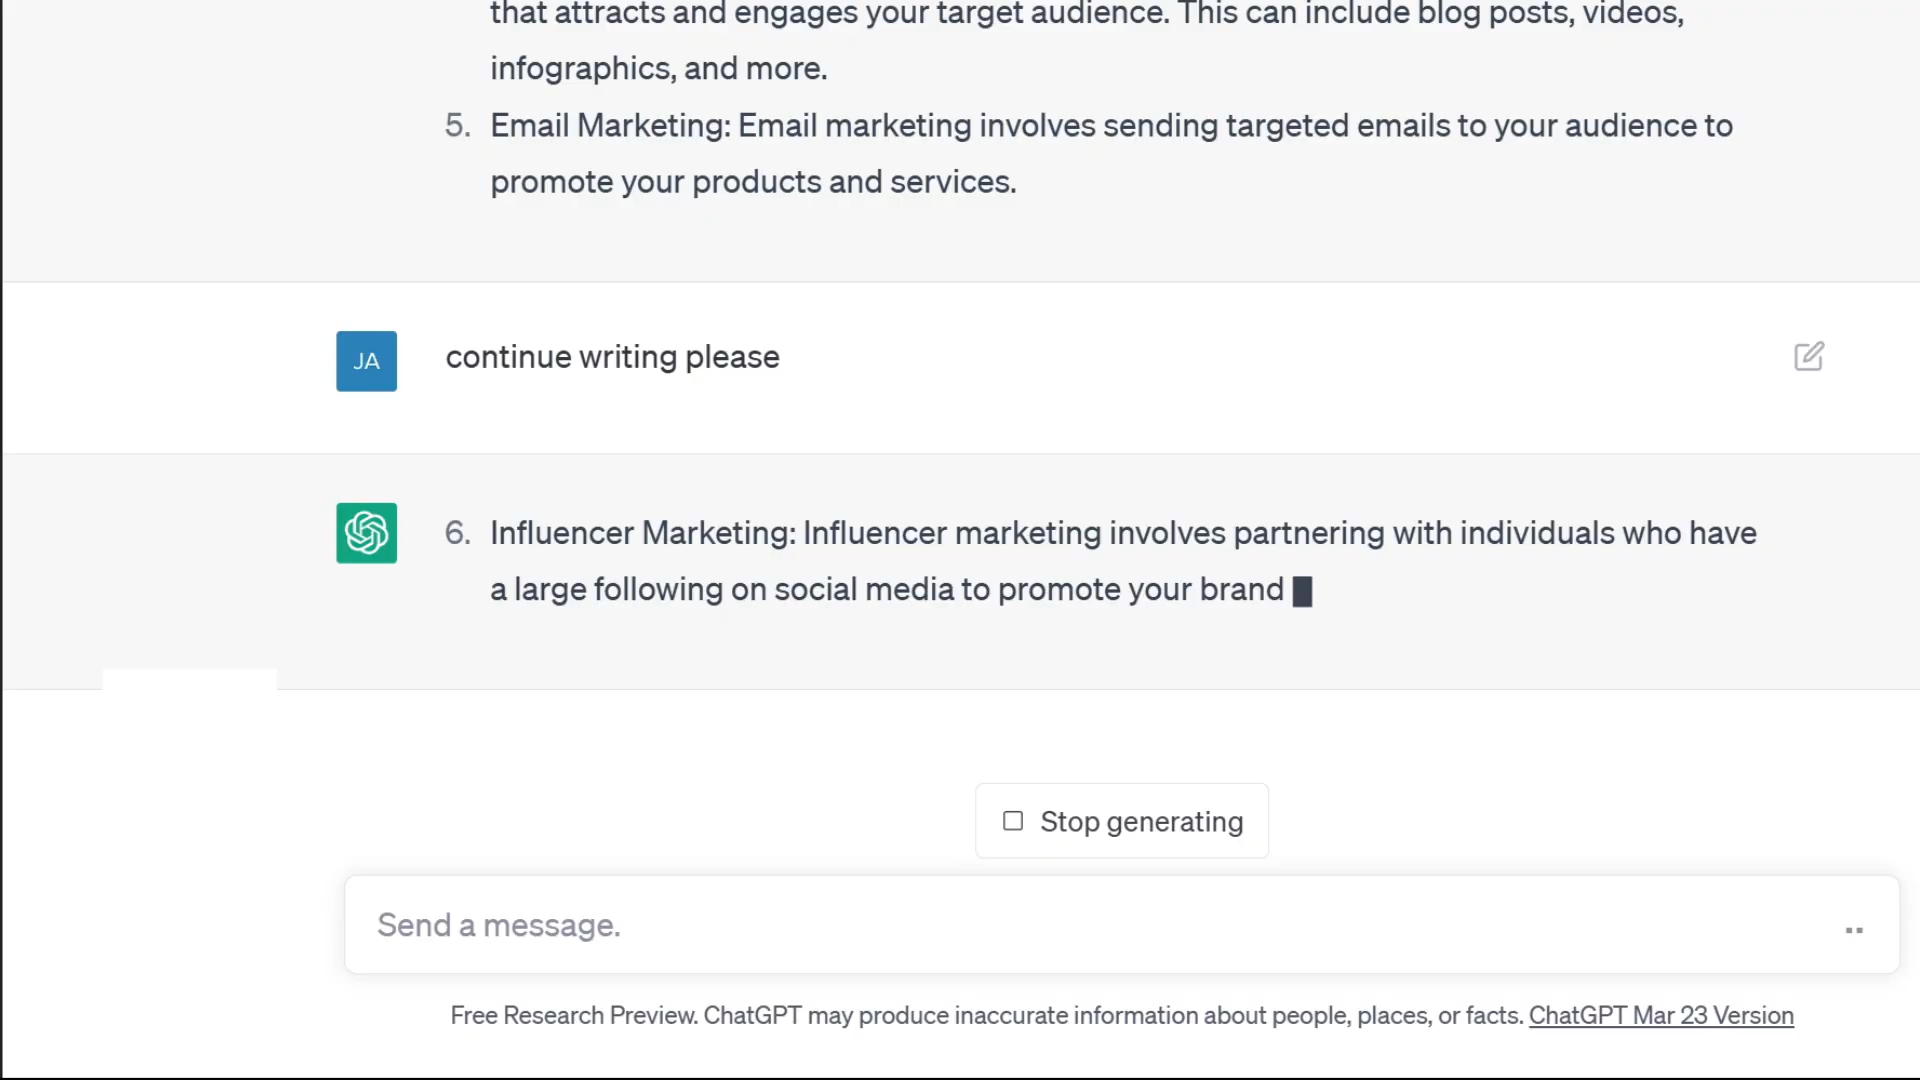 that attracts and engages your target audience. This can include blog posts, videos,
infographics, and more.
5. Email Marketing: Email marketing involves sending targeted emails to your audience to
promote your products and services.
JA continue writing please
6. Influencer Marketing: Influencer marketing involves partnering with individuals who have
a large following on social media to promote your brand
Stop generating
Send a message.
Free Research Preview. ChatGPT may produce inaccurate information about people, places, or facts. ChatGPT Mar 23 Version